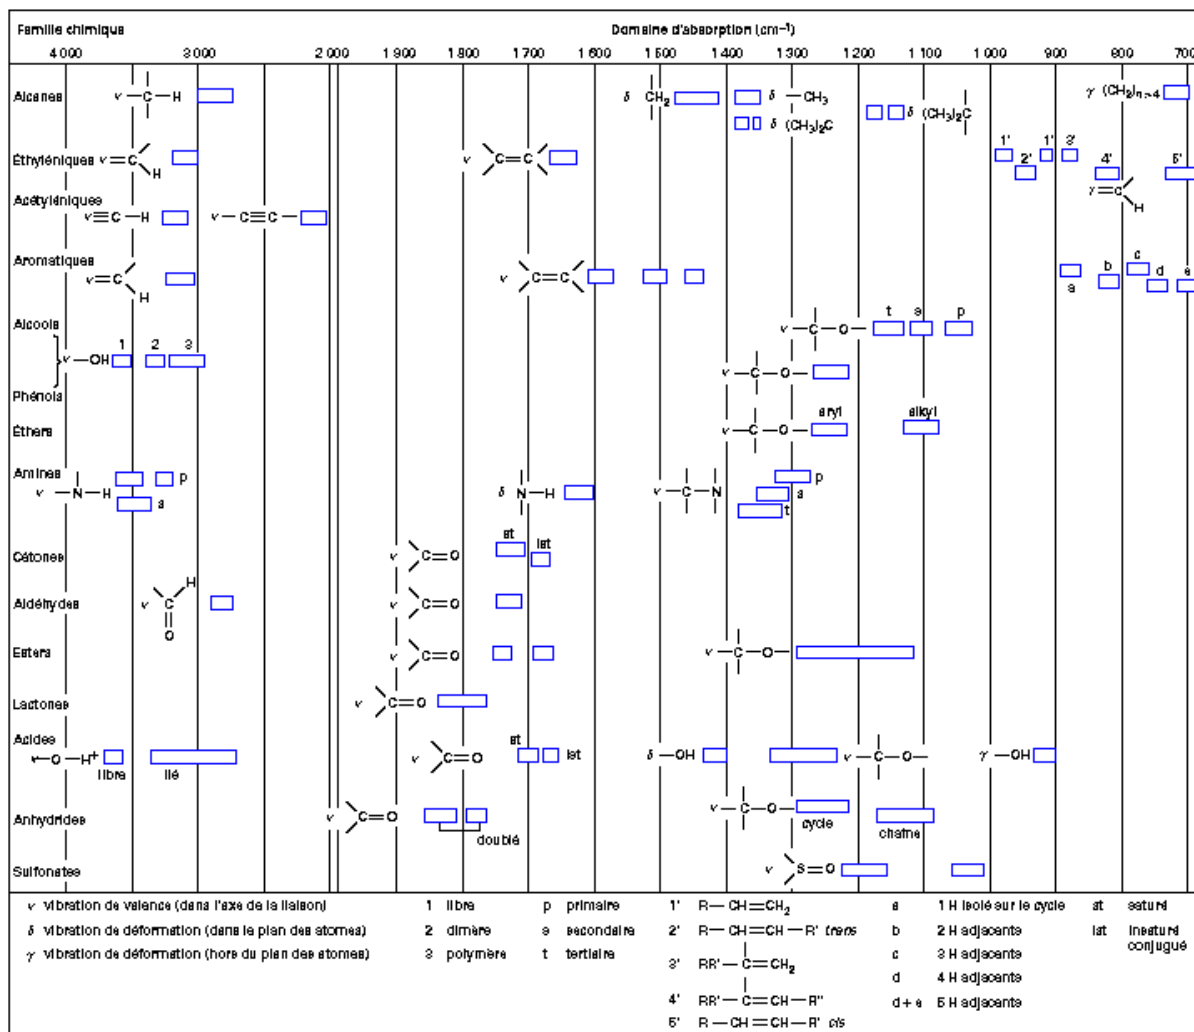 Famille chimique Domaine d'absorption (cm⁻¹)
4 000 3 000 2 000 1 900 1 800 1 700 1 600 1 500 1 400 1 300 1 200 1 100 1 000 900 800 700
Alcanes ν C H δ CH₂ δ CH₃ γ (CH₂)n>4
δ (CH₃)₂C δ (CH₃)₂C
Éthyléniques ν=C H ν C=C 1' 2' 1' 3' 4' 5'
γ=C H
Acétyléniques
ν≡C—H ν—C≡C—
Aromatiques
ν=C H ν C=C a b c d e
Alcools
ν C—O— t s p
ν—OH 1 2 3
ν C—O—
Phénols
Éthers ν C—O— aryl alkyl
Amines p
ν N—H s δ N—H ν C—N p s t
Cétones ν C=O st ist
Aldéhydes ν C H O ν C=O
Esters ν C=O ν C—O—
Lactones ν C=O
Acides
ν—O—H⁺ libre lié ν C=O st ist δ—OH ν C—O— γ—OH
Anhydrides ν C=O doublé ν C—O— cycle chaîne
Sulfonates ν S=O
ν vibration de valence (dans l'axe de la liaison) 1 libre p primaire 1' R—CH=CH₂ a 1 H isolé sur le cycle st saturé
δ vibration de déformation (dans le plan des atomes) 2 dimère s secondaire 2' R—CH=CH—R' trans b 2 H adjacents ist insaturé conjugué
γ vibration de déformation (hors du plan des atomes) 3 polymère t tertiaire 3' RR' C=CH₂ c 3 H adjacents
d 4 H adjacents
4' RR' C=CH—R'' d + e 5 H adjacents
5' R—CH=CH—R' cis